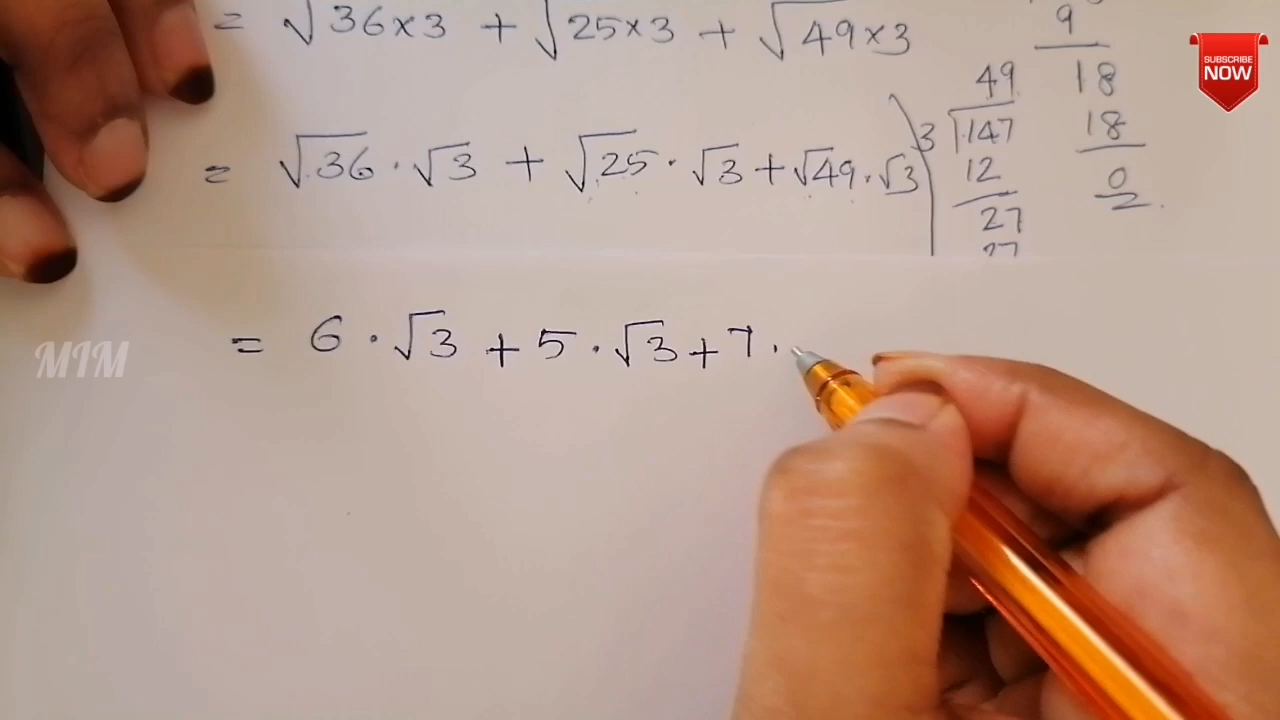 = √36×3 + √25×3 + √49×3
9
SUBSCRIBE
NOW
49 18
3 147 18
= √36 · √3 + √25 · √3 + √49 · √3
12 0
27
27
MIM
= 6 · √3 + 5 · √3 + 7 ·